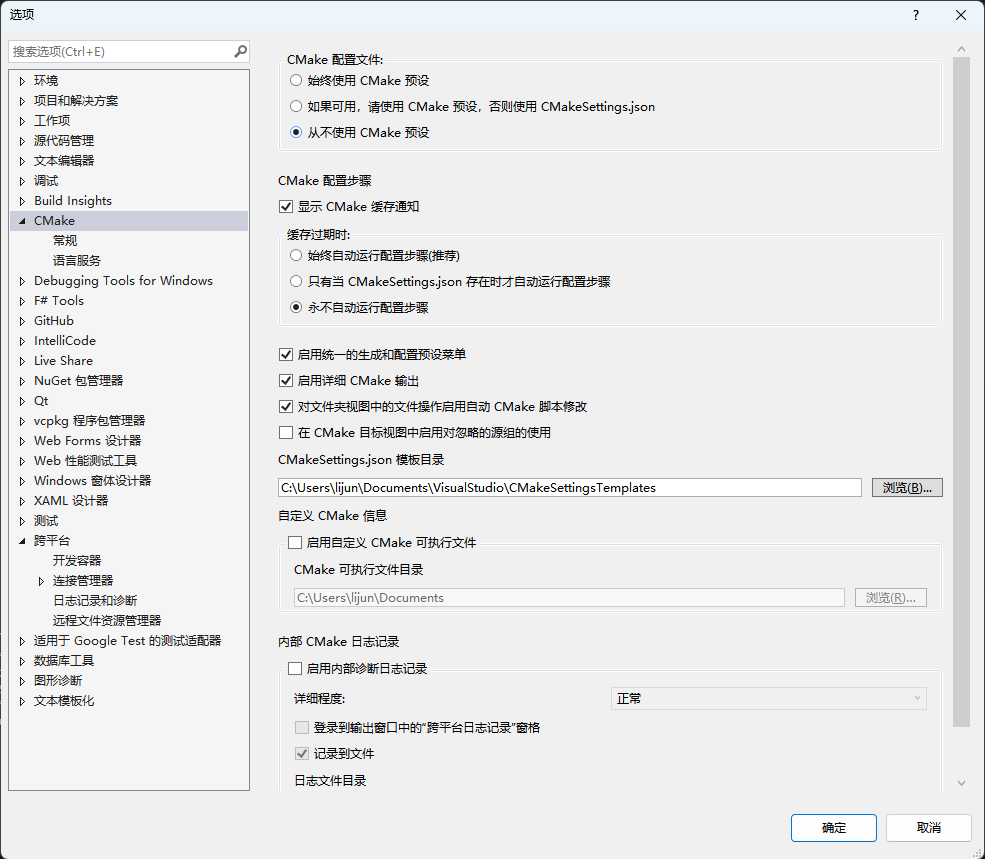 选项
搜索选项(Ctrl+E)
环境
项目和解决方案
工作项
源代码管理
文本编辑器
调试
Build Insights
CMake
常规
语言服务
Debugging Tools for Windows
F# Tools
GitHub
IntelliCode
Live Share
NuGet 包管理器
Qt
vcpkg 程序包管理器
Web Forms 设计器
Web 性能测试工具
Windows 窗体设计器
XAML 设计器
测试
跨平台
开发容器
连接管理器
日志记录和诊断
远程文件资源管理器
适用于 Google Test 的测试适配器
数据库工具
图形诊断
文本模板化
CMake 配置文件:
始终使用 CMake 预设
如果可用，请使用 CMake 预设，否则使用 CMakeSettings.json
从不使用 CMake 预设
CMake 配置步骤
显示 CMake 缓存通知
缓存过期时:
始终自动运行配置步骤(推荐)
只有当 CMakeSettings.json 存在时才自动运行配置步骤
永不自动运行配置步骤
启用统一的生成和配置预设菜单
启用详细 CMake 输出
对文件夹视图中的文件操作启用自动 CMake 脚本修改
在 CMake 目标视图中启用对忽略的源组的使用
CMakeSettings.json 模板目录
C:\Users\lijun\Documents\VisualStudio\CMakeSettingsTemplates
浏览(B)...
自定义 CMake 信息
启用自定义 CMake 可执行文件
CMake 可执行文件目录
C:\Users\lijun\Documents
浏览(R)...
内部 CMake 日志记录
启用内部诊断日志记录
详细程度:
正常
登录到输出窗口中的“跨平台日志记录”窗格
记录到文件
日志文件目录
确定
取消